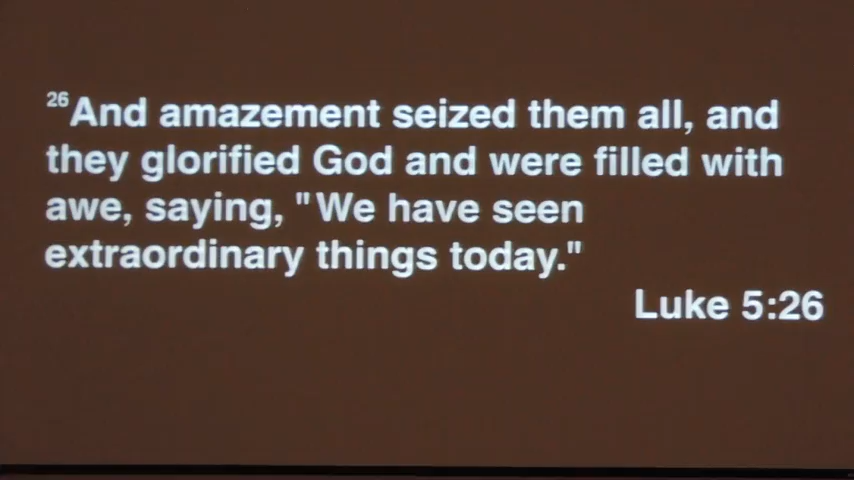 26And amazement seized them all, and
they glorified God and were filled with
awe, saying, "We have seen
extraordinary things today."
Luke 5:26